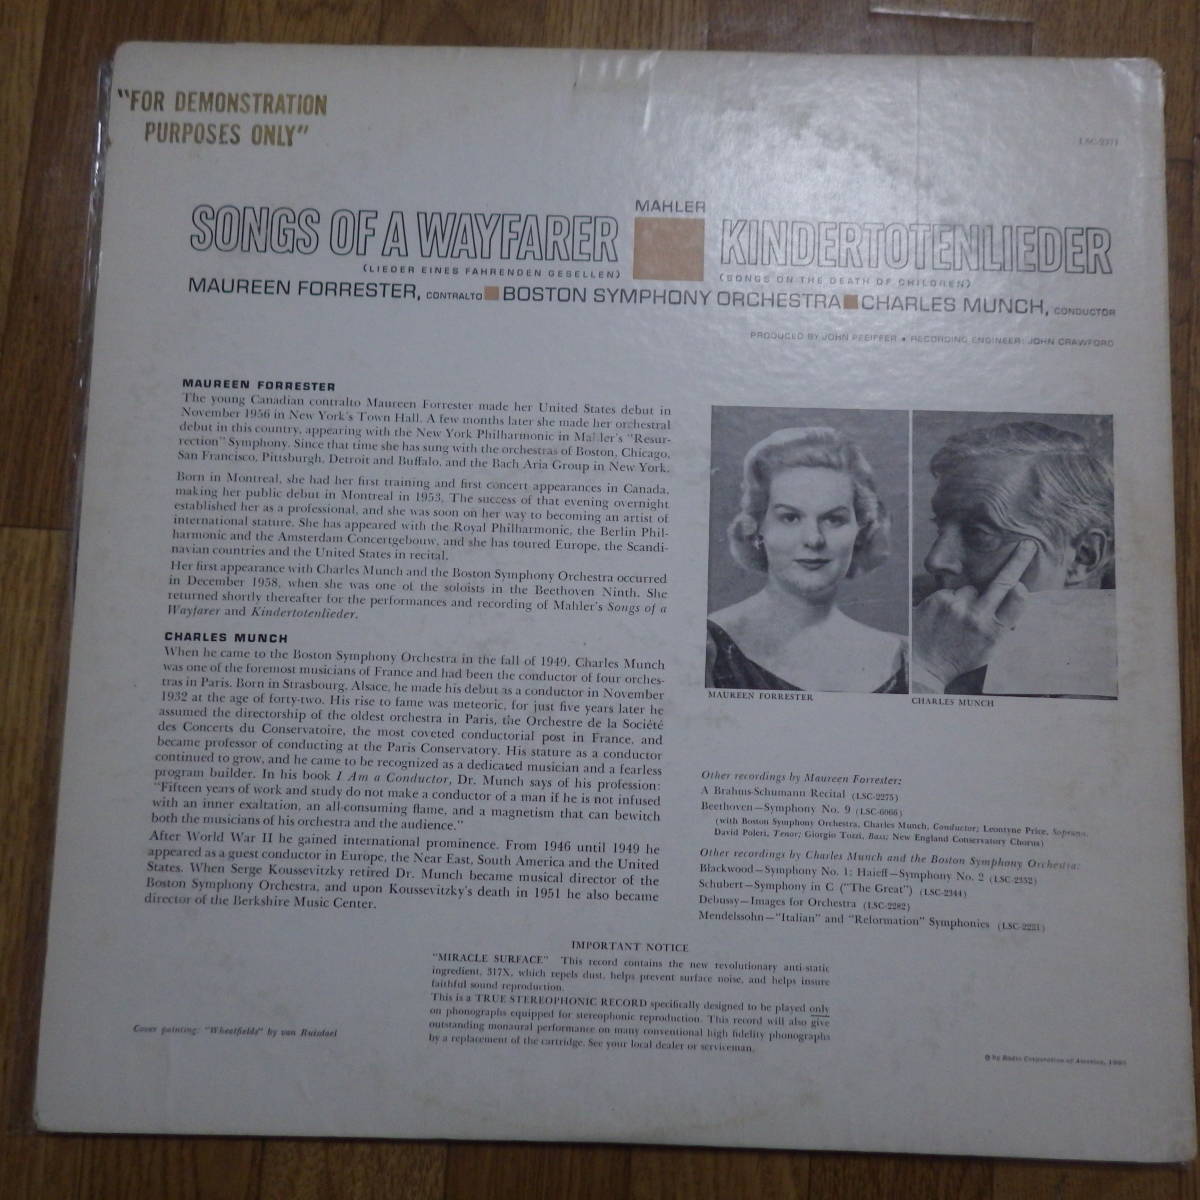 "FOR DEMONSTRATION
PURPOSES ONLY"
LSC-2371
MAHLER
SONGS OF A WAYFARER
(LIEDER EINES FAHRENDEN GESELLEN)
KINDERTOTENLIEDER
(SONGS ON THE DEATH OF CHILDREN)
MAUREEN FORRESTER, CONTRALTO ■ BOSTON SYMPHONY ORCHESTRA ■ CHARLES MUNCH, CONDUCTOR
PRODUCED BY JOHN PFEIFFER • RECORDING ENGINEER: JOHN CRAWFORD
MAUREEN FORRESTER
The young Canadian contralto Maureen Forrester made her United States debut in
November 1956 in New York's Town Hall. A few months later she made her orchestral
debut in this country, appearing with the New York Philharmonic in Mahler's "Resur-
rection" Symphony. Since that time she has sung with the orchestras of Boston, Chicago,
San Francisco, Pittsburgh, Detroit and Buffalo, and the Bach Aria Group in New York.
Born in Montreal, she had her first training and first concert appearances in Canada,
making her public debut in Montreal in 1953. The success of that evening overnight
established her as a professional, and she was soon on her way to becoming an artist of
international stature. She has appeared with the Royal Philharmonic, the Berlin Phil-
harmonic and the Amsterdam Concertgebouw, and she has toured Europe, the Scandi-
navian countries and the United States in recital.
Her first appearance with Charles Munch and the Boston Symphony Orchestra occurred
in December 1958, when she was one of the soloists in the Beethoven Ninth. She
returned shortly thereafter for the performances and recording of Mahler's Songs of a
Wayfarer and Kindertotenlieder.
CHARLES MUNCH
When he came to the Boston Symphony Orchestra in the fall of 1949, Charles Munch
was one of the foremost musicians of France and had been the conductor of four orches-
tras in Paris. Born in Strasbourg, Alsace, he made his debut as a conductor in November
1932 at the age of forty-two. His rise to fame was meteoric, for just five years later he
assumed the directorship of the oldest orchestra in Paris, the Orchestre de la Société
des Concerts du Conservatoire, the most coveted conductorial post in France, and
became professor of conducting at the Paris Conservatory. His stature as a conductor
continued to grow, and he came to be recognized as a dedicated musician and a fearless
program builder. In his book I Am a Conductor, Dr. Munch says of his profession:
"Fifteen years of work and study do not make a conductor of a man if he is not infused
with an inner exaltation, an all-consuming flame, and a magnetism that can bewitch
both the musicians of his orchestra and the audience."
After World War II he gained international prominence. From 1946 until 1949 he
appeared as a guest conductor in Europe, the Near East, South America and the United
States. When Serge Koussevitzky retired Dr. Munch became musical director of the
Boston Symphony Orchestra, and upon Koussevitzky's death in 1951 he also became
director of the Berkshire Music Center.
MAUREEN FORRESTER
CHARLES MUNCH
Other recordings by Maureen Forrester:
A Brahms-Schumann Recital (LSC-2275)
Beethoven—Symphony No. 9 (LSC-6066)
(with Boston Symphony Orchestra, Charles Munch, Conductor; Leontyne Price, Soprano;
David Poleri, Tenor; Giorgio Tozzi, Bass; New England Conservatory Chorus)
Other recordings by Charles Munch and the Boston Symphony Orchestra:
Blackwood—Symphony No. 1; Haieff—Symphony No. 2 (LSC-2352)
Schubert—Symphony in C ("The Great") (LSC-2344)
Debussy—Images for Orchestra (LSC-2282)
Mendelssohn—"Italian" and "Reformation" Symphonies (LSC-2221)
IMPORTANT NOTICE
"MIRACLE SURFACE" This record contains the new revolutionary anti-static
ingredient, 317X, which repels dust, helps prevent surface noise, and helps insure
faithful sound reproduction.
This is a TRUE STEREOPHONIC RECORD specifically designed to be played only
on phonographs equipped for stereophonic reproduction. This record will also give
outstanding monaural performance on many conventional high fidelity phonographs
by a replacement of the cartridge. See your local dealer or serviceman.
Cover painting: "Wheatfields" by van Ruisdael
© by Radio Corporation of America, 1960